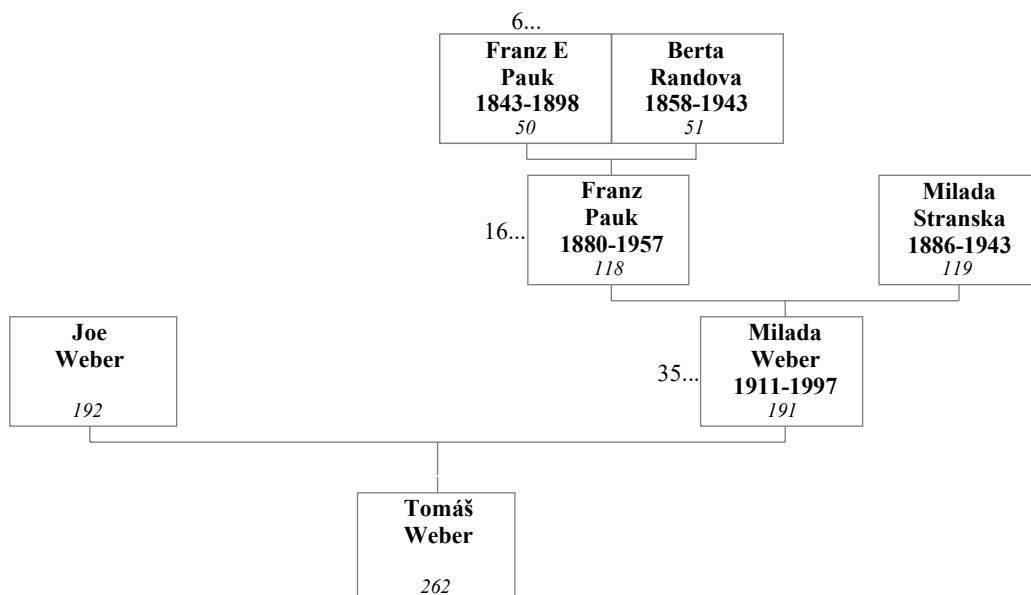 6...
Franz E
Pauk
1843-1898
50
Berta
Randova
1858-1943
51
16...
Franz
Pauk
1880-1957
118
Milada
Stranska
1886-1943
119
Joe
Weber
192
35...
Milada
Weber
1911-1997
191
Tomáš
Weber
262